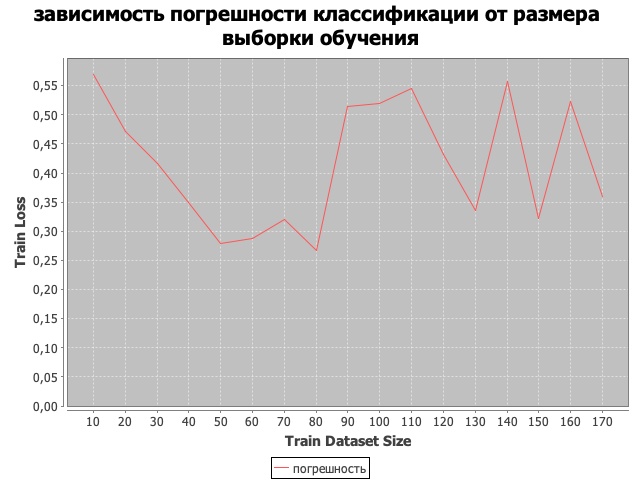 зависимость погрешности классификации от размера
выборки обучения
Train Loss
0,55
0,50
0,45
0,40
0,35
0,30
0,25
0,20
0,15
0,10
0,05
0,00
10 20 30 40 50 60 70 80 90 100 110 120 130 140 150 160 170
Train Dataset Size
погрешность